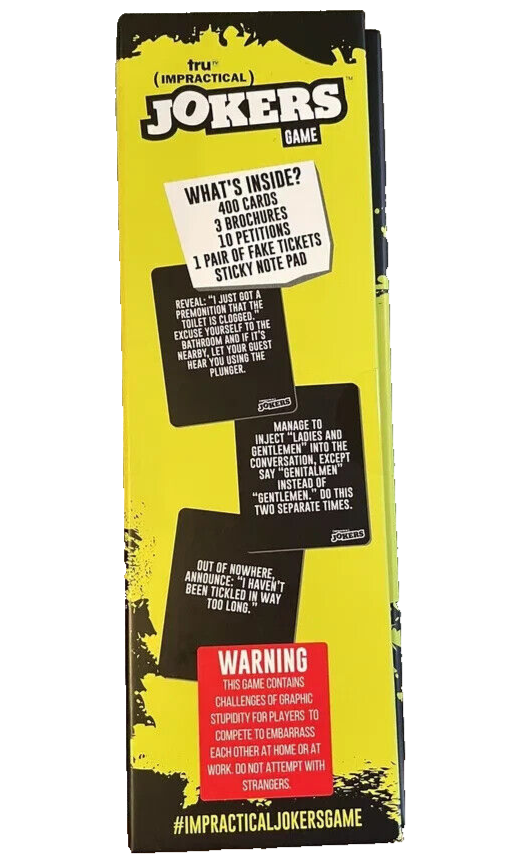 tru™
(IMPRACTICAL)
JOKERS™
GAME
WHAT'S INSIDE?
400 CARDS
3 BROCHURES
10 PETITIONS
1 PAIR OF FAKE TICKETS
STICKY NOTE PAD
REVEAL: "I JUST GOT A
PREMONITION THAT THE
TOILET IS CLOGGED."
EXCUSE YOURSELF TO THE
BATHROOM AND IF IT'S
NEARBY, LET YOUR GUEST
HEAR YOU USING THE
PLUNGER.
JOKERS
MANAGE TO
INJECT "LADIES AND
GENTLEMEN" INTO THE
CONVERSATION, EXCEPT
SAY "GENITALMEN"
INSTEAD OF
"GENTLEMEN." DO THIS
TWO SEPARATE TIMES.
JOKERS
OUT OF NOWHERE,
ANNOUNCE: "I HAVEN'T
BEEN TICKLED IN WAY
TOO LONG."
WARNING
THIS GAME CONTAINS
CHALLENGES OF GRAPHIC
STUPIDITY FOR PLAYERS TO
COMPETE TO EMBARRASS
EACH OTHER AT HOME OR AT
WORK. DO NOT ATTEMPT WITH
STRANGERS.
#IMPRACTICALJOKERSGAME